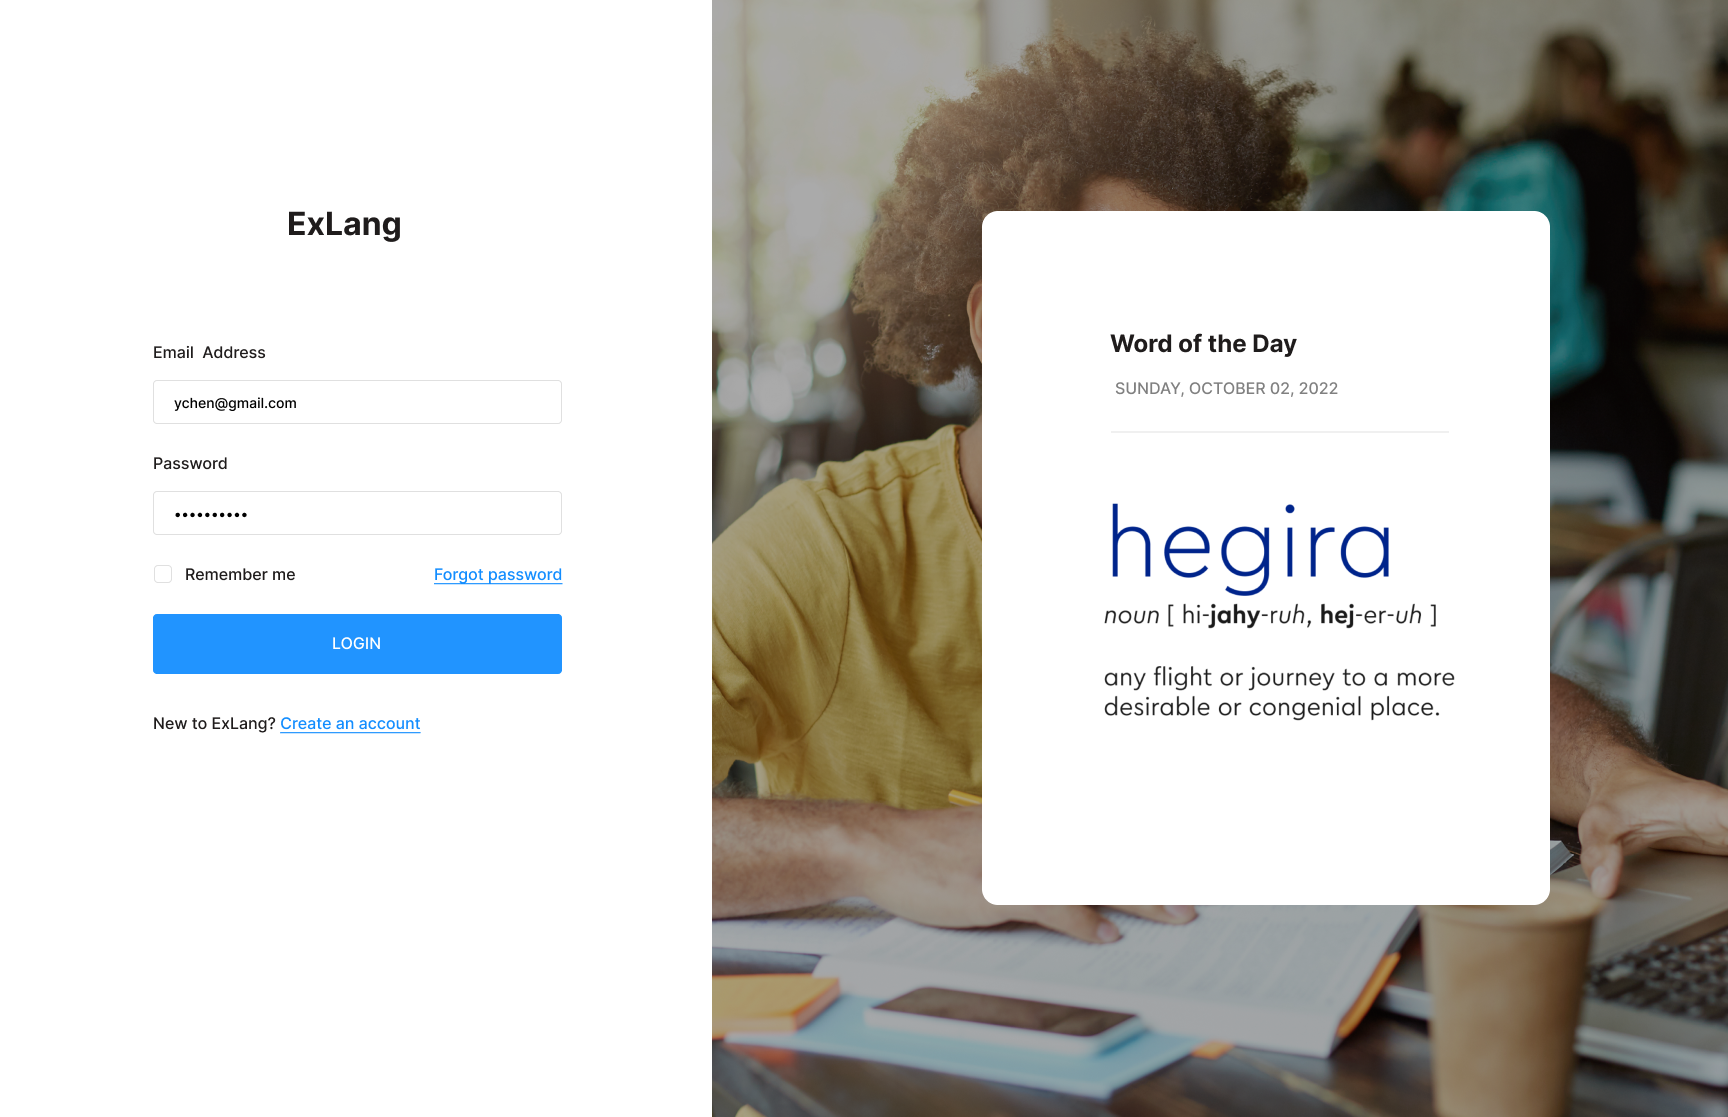 ExLang
Email  Address
ychen@gmail.com
Password
••••••••••
Remember me
Forgot password
LOGIN
New to ExLang? Create an account
Word of the Day
SUNDAY, OCTOBER 02, 2022
hegira
noun [ hi-jahy-ruh, hej-er-uh ]
any flight or journey to a more
desirable or congenial place.